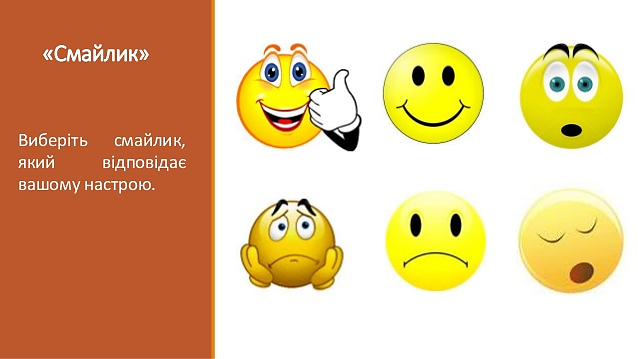 «Смайлик»
Виберіть смайлик,
який відповідає
вашому настрою.